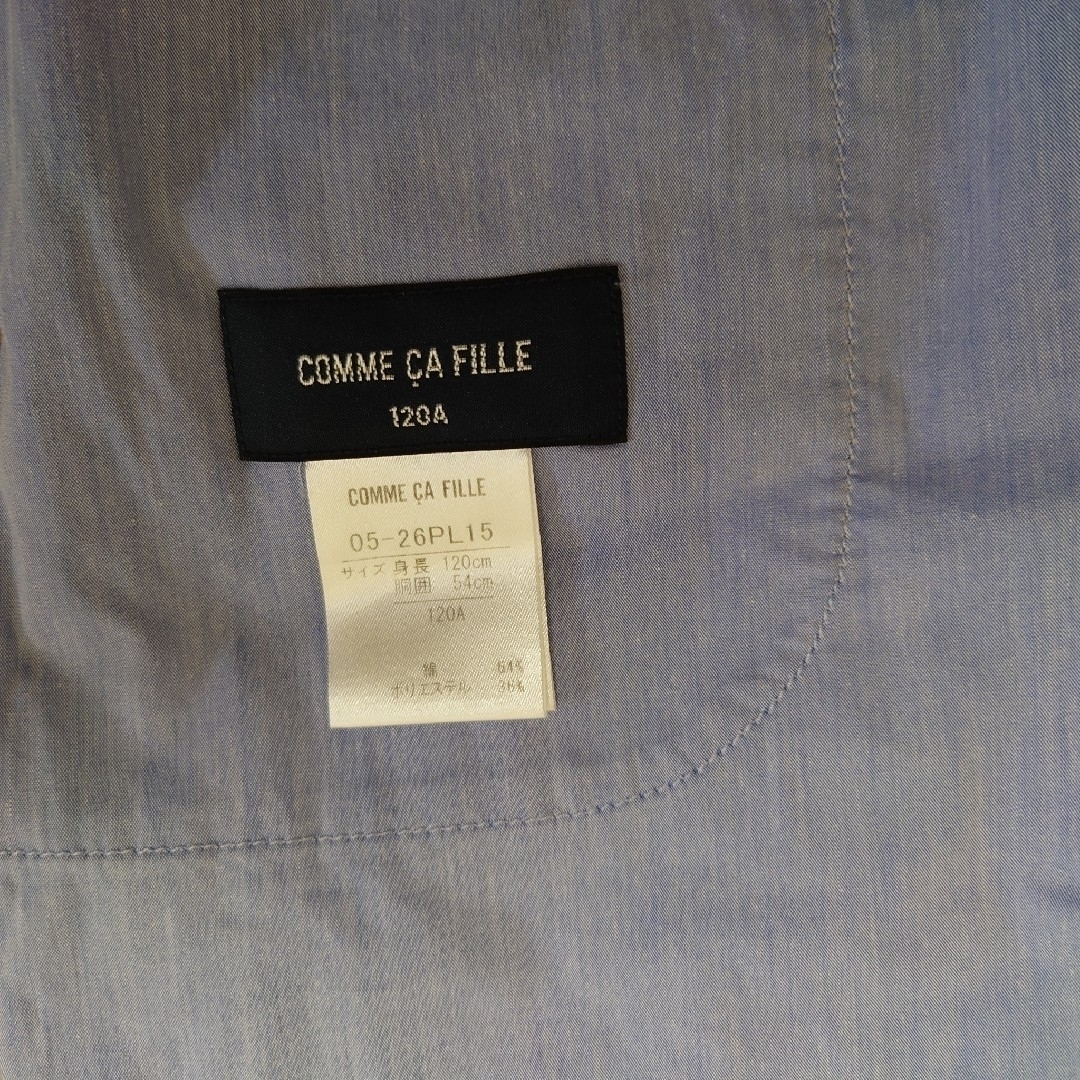 COMME ÇA FILLE
120A
COMME ÇA FILLE
05-26PL15
サイズ 身長 120cm
胴囲 54cm
120A
綿 64%
ポリエステル 36%